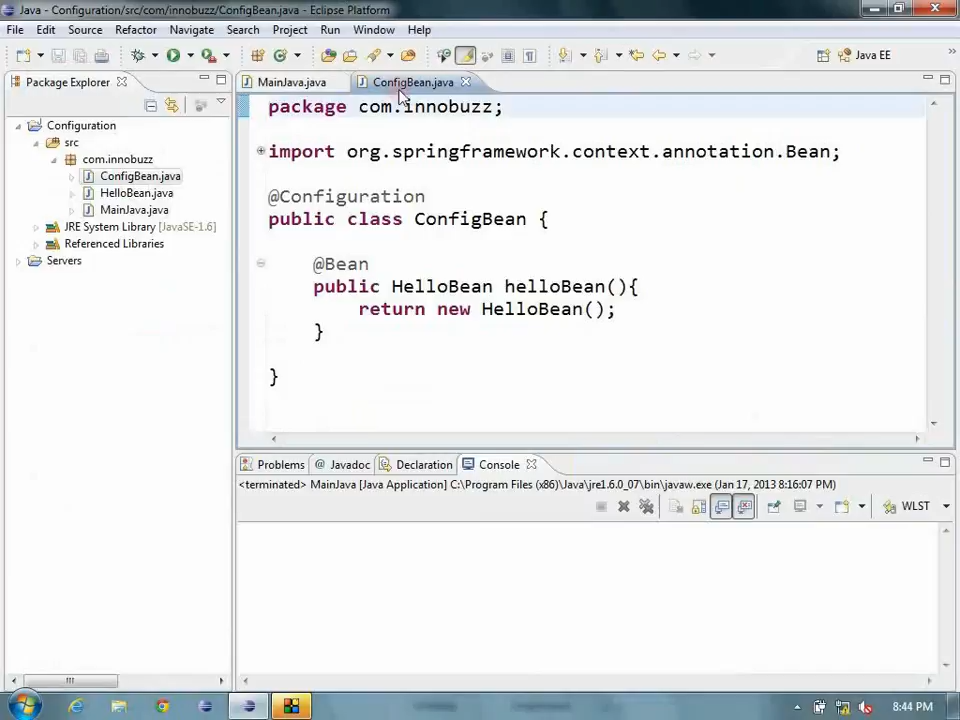 Java - Configuration/src/com/innobuzz/ConfigBean.java - Eclipse Platform
File Edit Source Refactor Navigate Search Project Run Window Help
Java EE
Package Explorer
MainJava.java
ConfigBean.java
Configuration
src
com.innobuzz
ConfigBean.java
HelloBean.java
MainJava.java
JRE System Library [JavaSE-1.6]
Referenced Libraries
Servers
package com.innobuzz;
import org.springframework.context.annotation.Bean;
@Configuration
public class ConfigBean {
@Bean
public HelloBean helloBean(){
return new HelloBean();
}
}
Problems @ Javadoc Declaration Console
<terminated> MainJava [Java Application] C:\Program Files (x86)\Java\jre1.6.0_07\bin\javaw.exe (Jan 17, 2013 8:16:07 PM)
WLST
8:44 PM